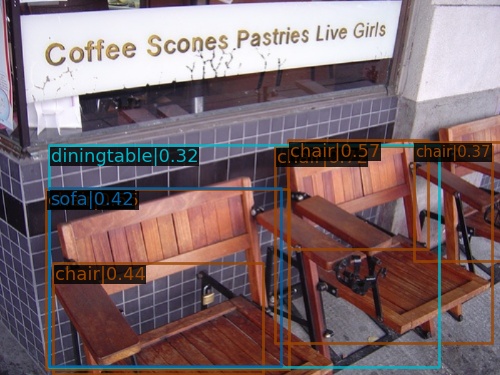 Coffee Scones Pastries Live Girls
diningtable|0.32
chair|0.57
chair|0.37
sofa|0.42
chair|0.44